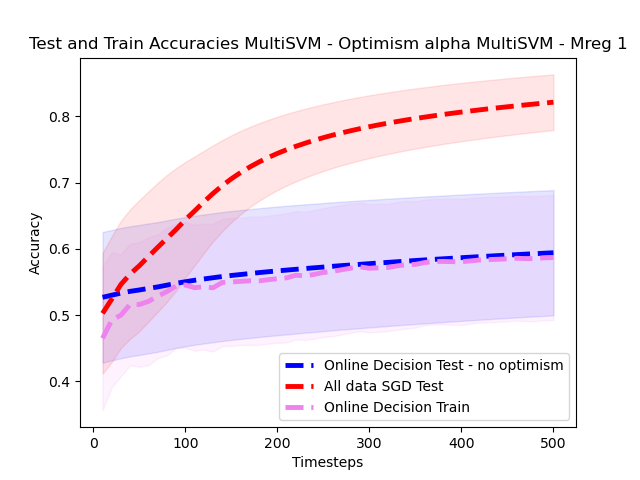 Test and Train Accuracies MultiSVM - Optimism alpha MultiSVM - Mreg 1
0.8
0.7
0.6
0.5
0.4
Accuracy
Online Decision Test - no optimism
All data SGD Test
Online Decision Train
0
100
200
300
400
500
Timesteps